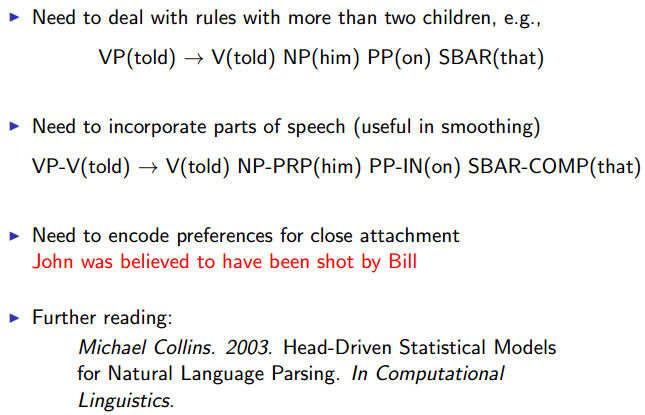 ▶ Need to deal with rules with more than two children, e.g.,
VP(told) → V(told) NP(him) PP(on) SBAR(that)
▶ Need to incorporate parts of speech (useful in smoothing)
VP-V(told) → V(told) NP-PRP(him) PP-IN(on) SBAR-COMP(that)
▶ Need to encode preferences for close attachment
John was believed to have been shot by Bill
▶ Further reading:
Michael Collins. 2003. Head-Driven Statistical Models
for Natural Language Parsing. In Computational
Linguistics.